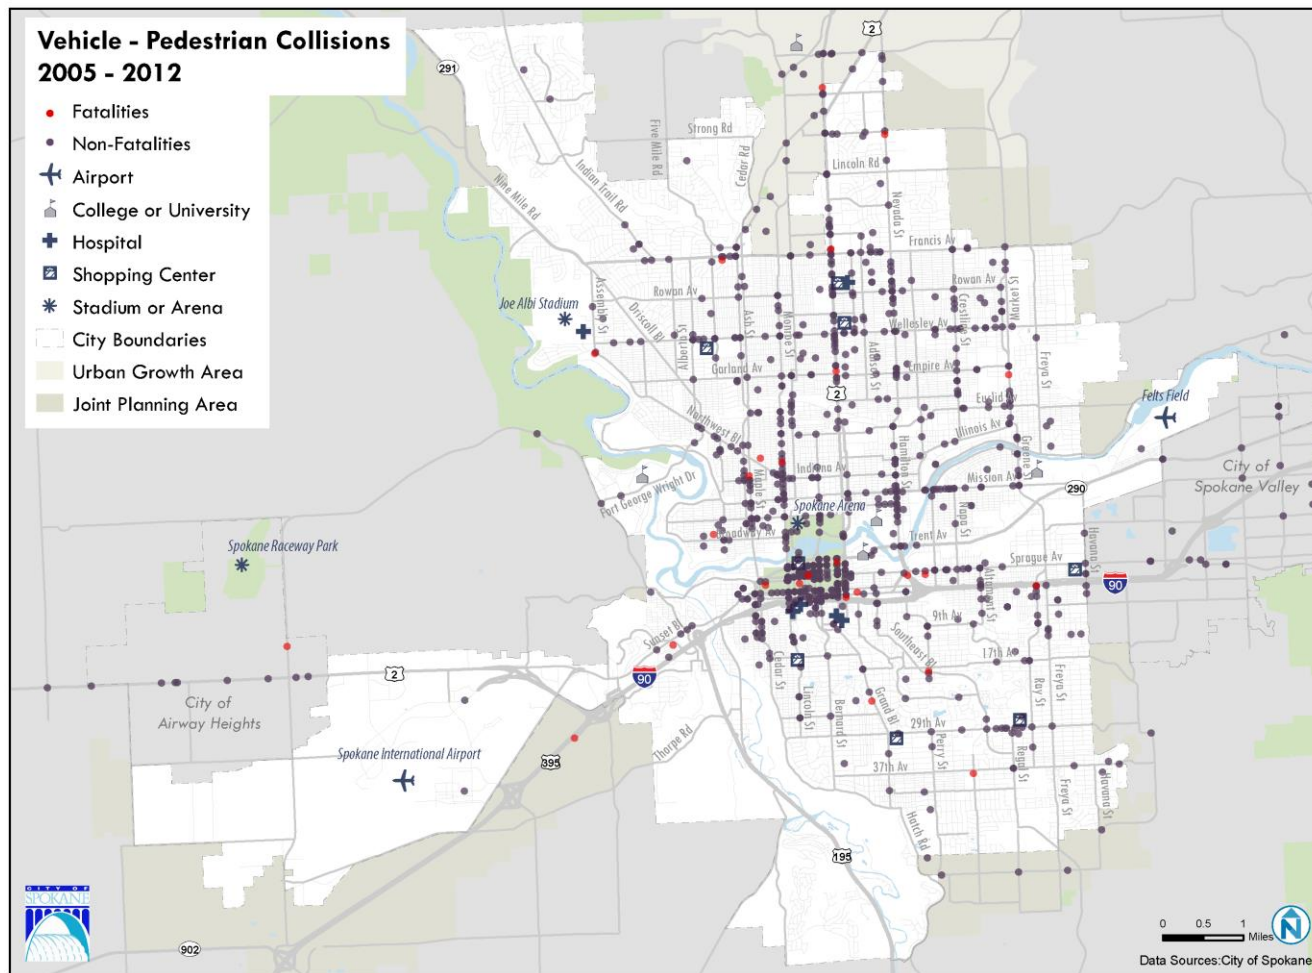 Vehicle - Pedestrian Collisions
2005 - 2012
Fatalities
Non-Fatalities
Airport
College or University
Hospital
Shopping Center
Stadium or Arena
City Boundaries
Urban Growth Area
Joint Planning Area
2
291
Strong Rd
Five Mile Rd
Cedar Rd
Lincoln Rd
Indian Trail Rd
Nine Mile Rd
Nevada St
Francis Av
Rowan Av
Rowan Av
Market St
Crestline St
Joe Albi Stadium
Assembly St
Driscoll Bl
Alberta St
Ash St
Monroe St
Wellesley Av
Addison St
Garland Av
Empire Av
Freya St
2
Euclid Av
Felts Field
Northwest Bl
Illinois Av
Hamilton St
Greene St
Indiana Av
Maple St
Mission Av
City of
Spokane Valley
Fort George Wright Dr
290
Spokane Arena
Napa St
Broadway Av
Trent Av
Havana St
Spokane Raceway Park
Sprague Av
Altamont St
90
9th Av
Sunset Bl
Southeast Bl
17th Av
Cedar St
2
90
Freya St
Ray St
City of
Airway Heights
Lincoln St
Grand Bl
Bernard St
29th Av
Thorpe Rd
Perry St
Regal St
Spokane International Airport
395
37th Av
Freya St
Havana St
Hatch Rd
195
CITY OF
SPOKANE
902
N
0 0.5 1
Miles
Data Sources:City of Spokane